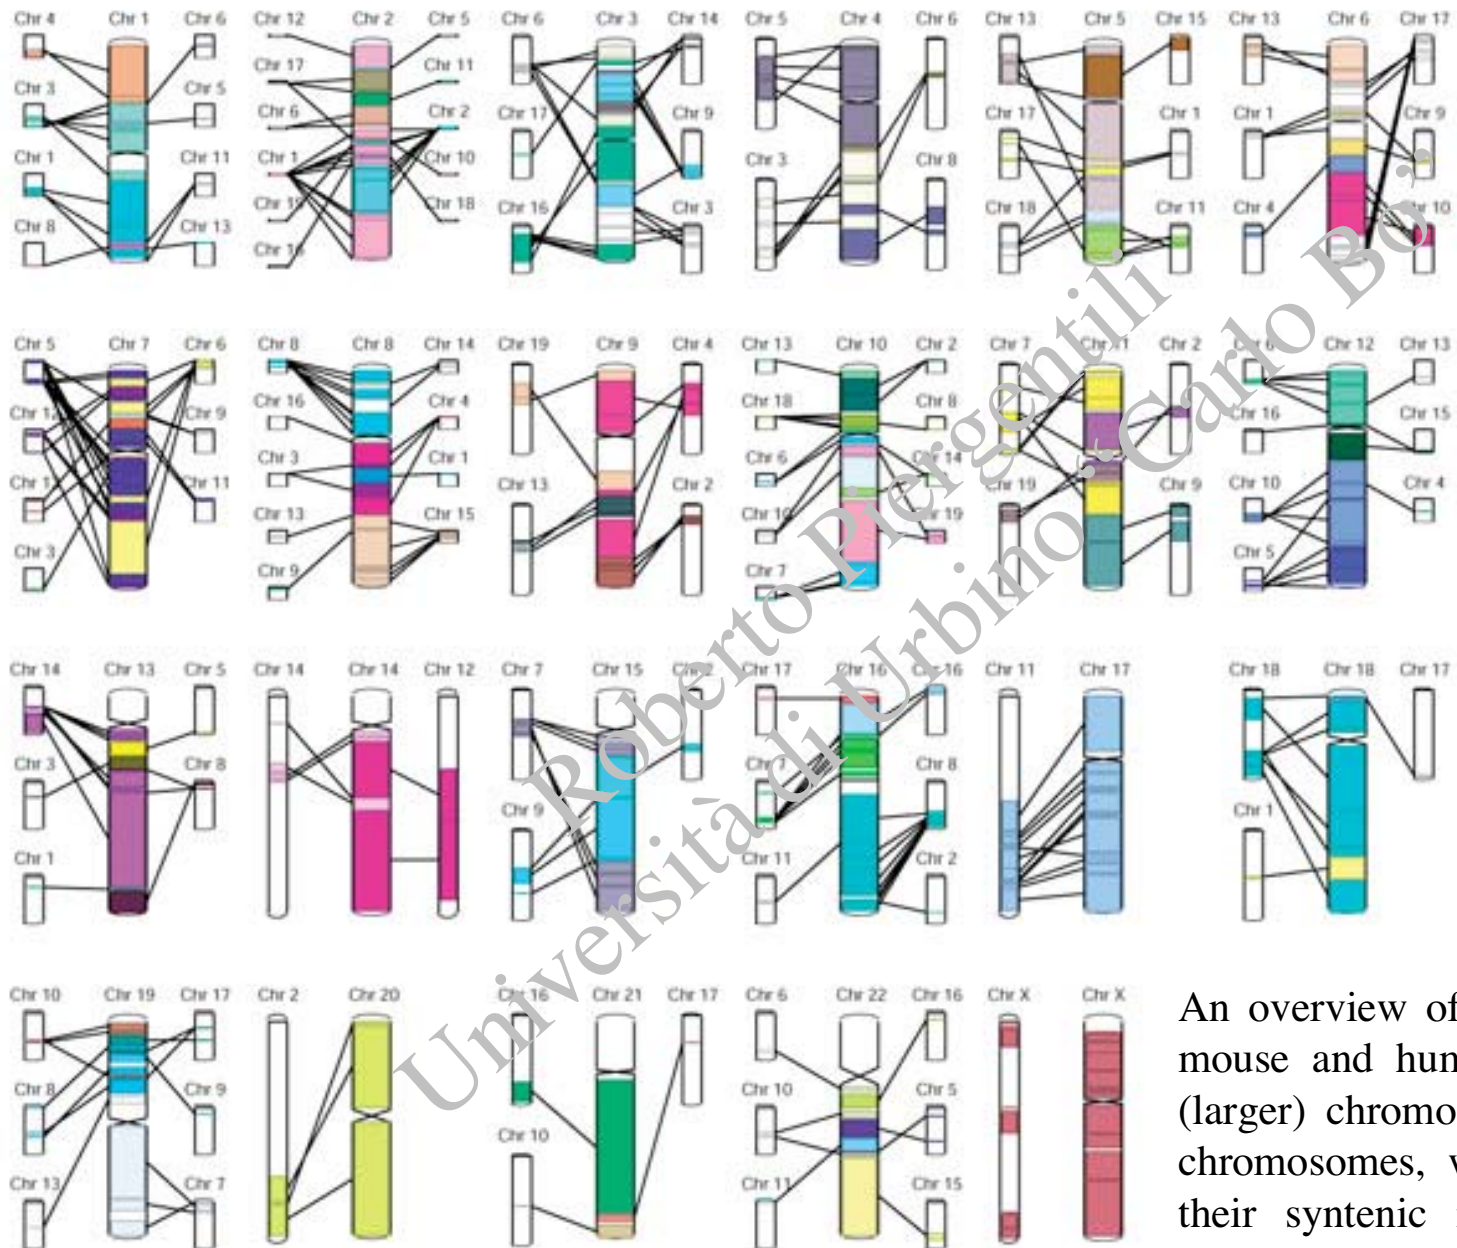 Chr 4 Chr 1 Chr 6
Chr 3 Chr 5
Chr 1 Chr 11
Chr 8 Chr 13
Chr 12 Chr 2 Chr 5
Chr 17 Chr 11
Chr 6 Chr 2
Chr 1 Chr 10
Chr 18
Chr 6 Chr 3 Chr 14
Chr 17 Chr 9
Chr 16 Chr 3
Chr 5 Chr 4 Chr 6
Chr 3 Chr 8
Chr 13 Chr 5 Chr 15
Chr 17 Chr 1
Chr 18 Chr 11
Chr 13 Chr 6 Chr 17
Chr 1 Chr 9
Chr 4 Chr 10
Chr 5 Chr 7 Chr 6
Chr 12 Chr 9
Chr 11
Chr 3
Chr 8 Chr 8 Chr 14
Chr 16 Chr 4
Chr 3 Chr 1
Chr 13 Chr 15
Chr 9
Chr 19 Chr 9 Chr 4
Chr 13 Chr 2
Chr 13 Chr 10 Chr 2
Chr 18 Chr 8
Chr 6 Chr 14
Chr 19
Chr 7
Chr 7 Chr 11 Chr 2
Chr 19 Chr 9
Chr 6 Chr 12 Chr 13
Chr 16 Chr 15
Chr 10 Chr 4
Chr 5
Chr 14 Chr 13 Chr 5
Chr 3 Chr 8
Chr 1
Chr 14 Chr 14 Chr 12
Chr 7 Chr 15 Chr 2
Chr 9
Chr 17 Chr 16 Chr 16
Chr 7 Chr 8
Chr 11 Chr 2
Chr 11 Chr 17
Chr 18 Chr 18 Chr 17
Chr 1
Chr 10 Chr 19 Chr 17
Chr 8 Chr 9
Chr 13 Chr 7
Chr 2 Chr 20
Chr 16 Chr 21 Chr 17
Chr 10
Chr 6 Chr 22 Chr 16
Chr 10 Chr 5
Chr 11 Chr 15
Chr X Chr X
An overview of
mouse and hum
(larger) chromo
chromosomes, w
their syntenic
Roberto Piergentili
Università di Urbino "Carlo Bo"